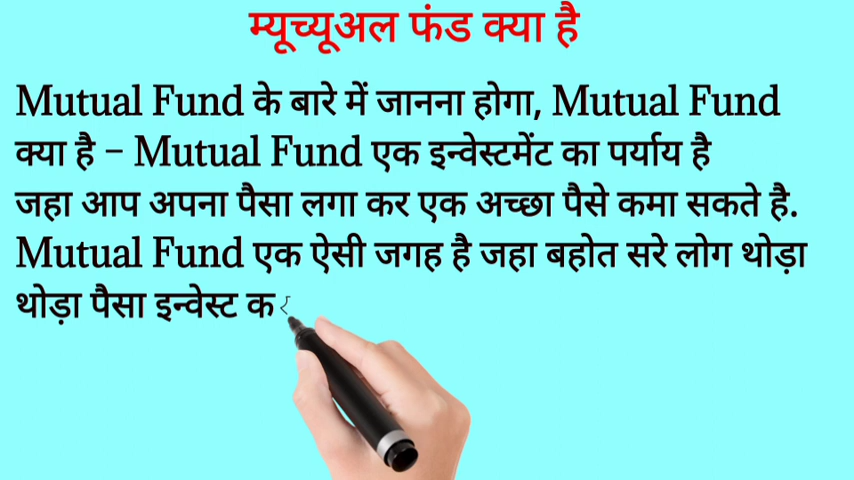 म्यूच्यूअल फंड क्या है
Mutual Fund के बारे में जानना होगा, Mutual Fund
क्या है – Mutual Fund एक इन्वेस्टमेंट का पर्याय है
जहा आप अपना पैसा लगा कर एक अच्छा पैसे कमा सकते है.
Mutual Fund एक ऐसी जगह है जहा बहोत सरे लोग थोड़ा
थोड़ा पैसा इन्वेस्ट क